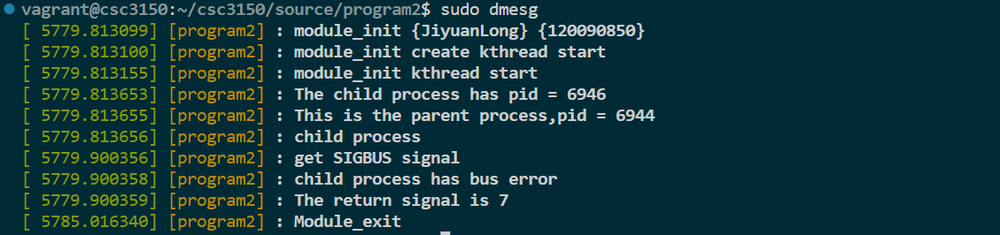 vagrant@csc3150:~/csc3150/source/program2$ sudo dmesg
[ 5779.813099] [program2] : module_init {JiyuanLong} {120090850}
[ 5779.813100] [program2] : module_init create kthread start
[ 5779.813155] [program2] : module_init kthread start
[ 5779.813653] [program2] : The child process has pid = 6946
[ 5779.813655] [program2] : This is the parent process,pid = 6944
[ 5779.813656] [program2] : child process
[ 5779.900356] [program2] : get SIGBUS signal
[ 5779.900358] [program2] : child process has bus error
[ 5779.900359] [program2] : The return signal is 7
[ 5785.016340] [program2] : Module_exit